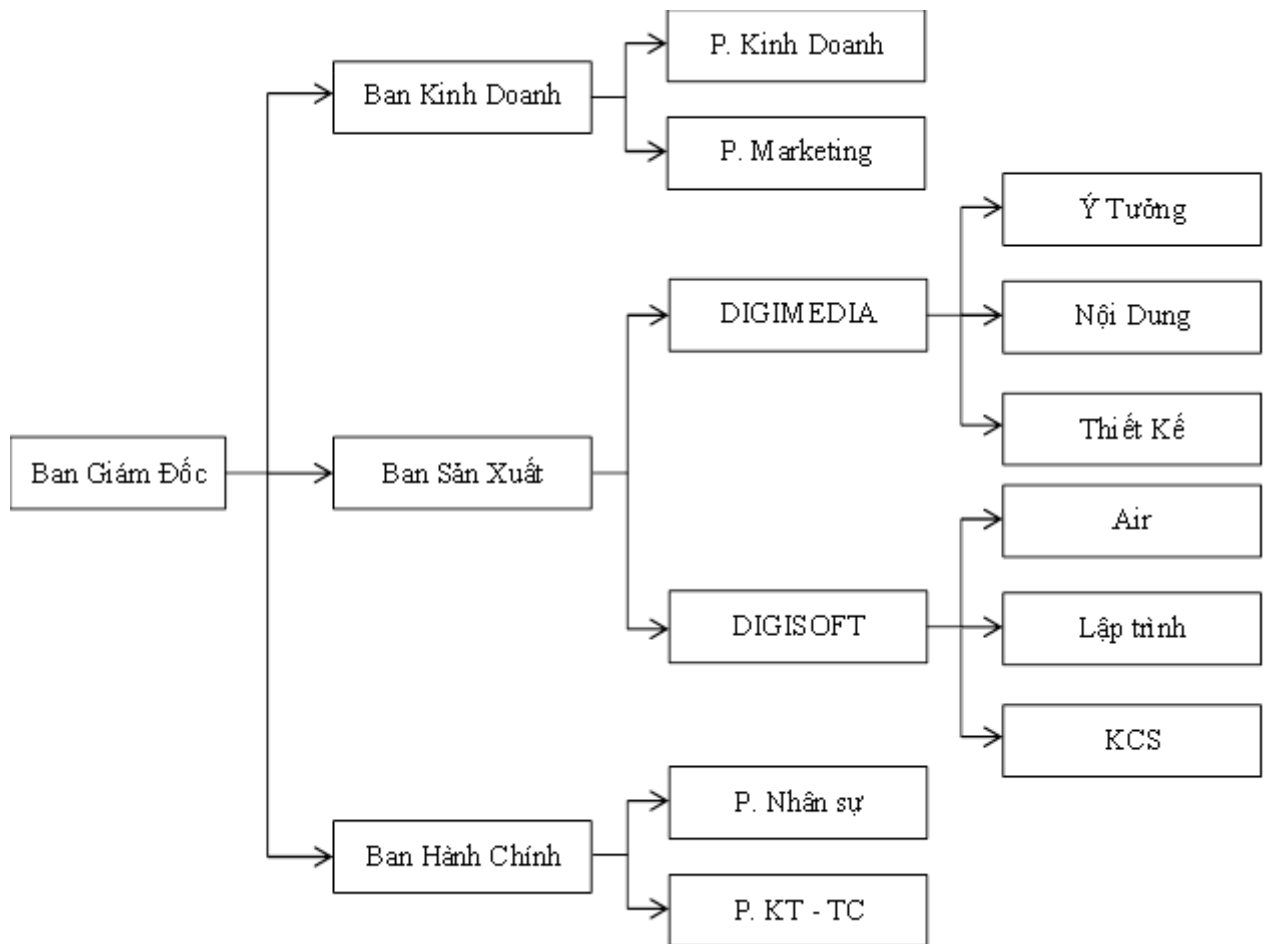 P. Kinh Doanh
Ban Kinh Doanh
P. Marketing
Ý Tưởng
DIGIMEDIA
Nội Dung
Thiết Kế
Ban Giám Đốc
Ban Sản Xuất
Air
DIGISOFT
Lập trình
KCS
P. Nhân sự
Ban Hành Chính
P. KT - TC